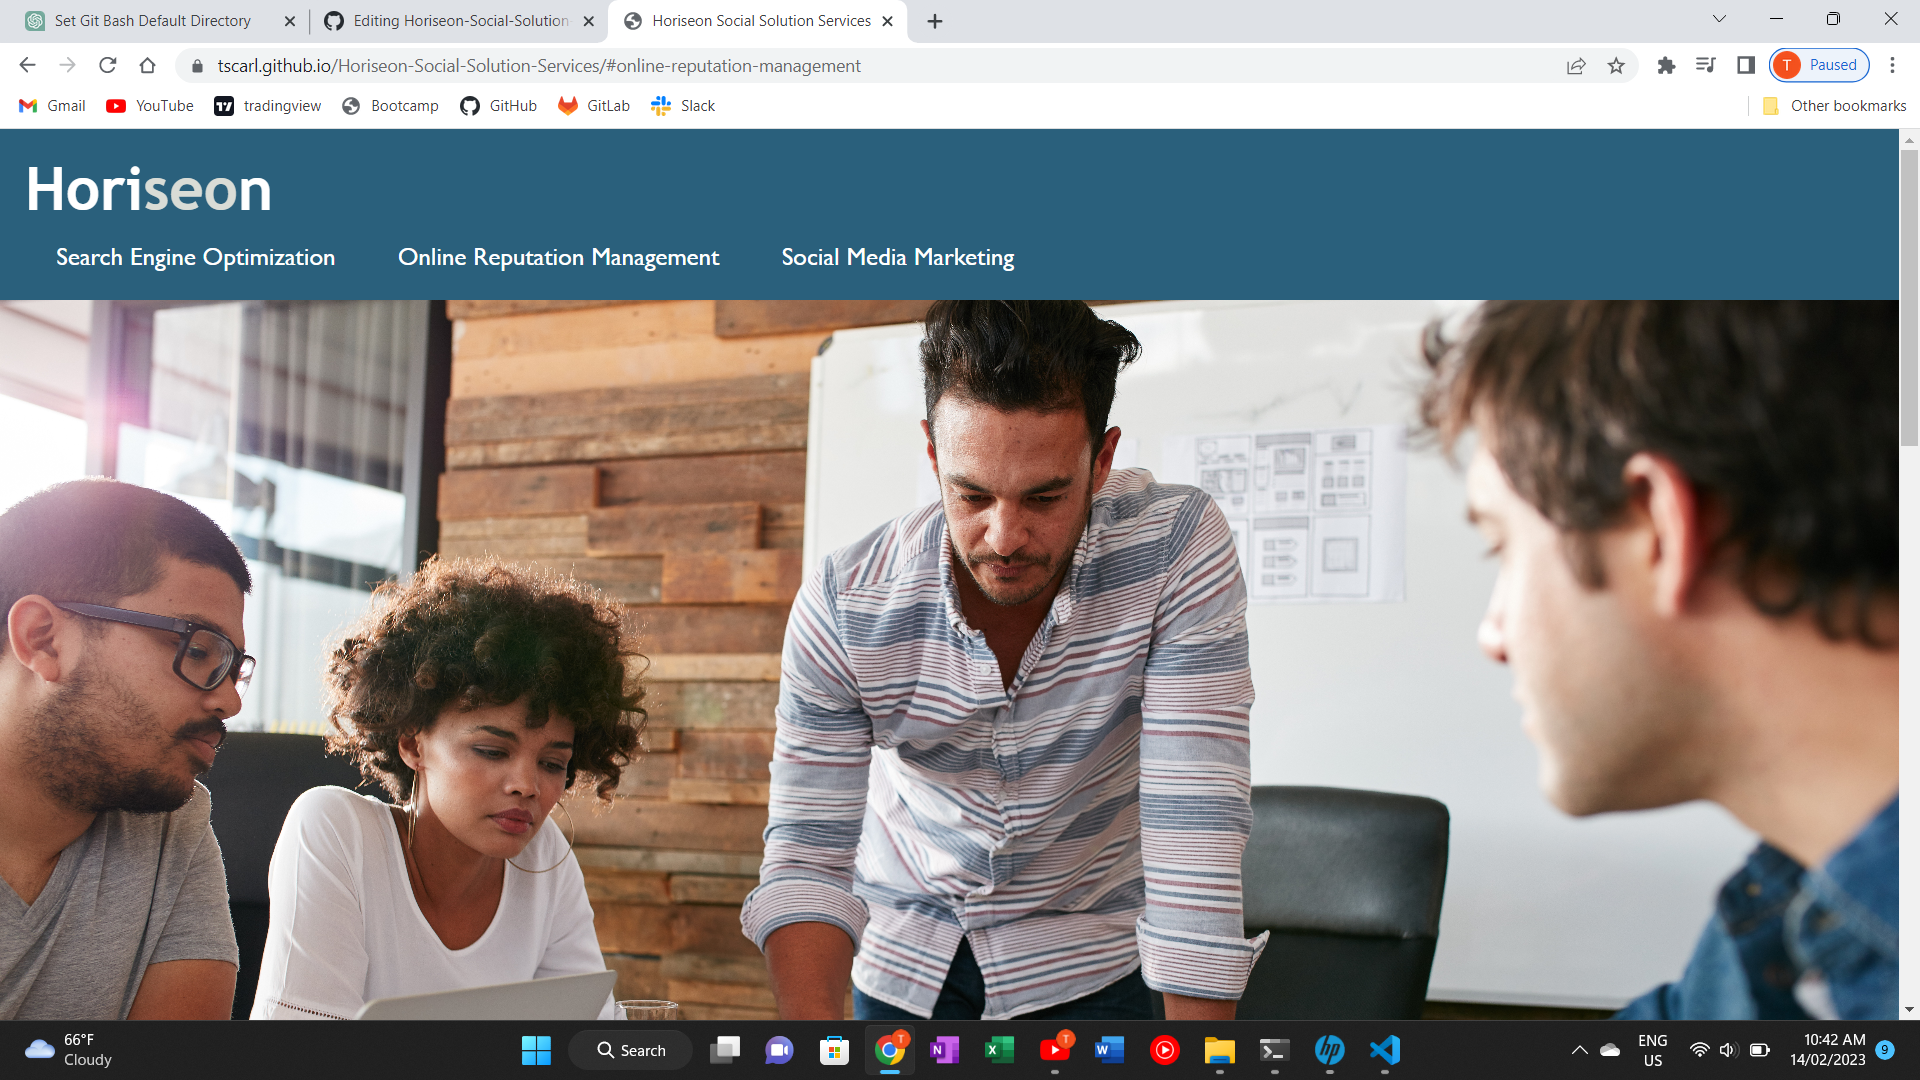 Set Git Bash Default Directory
Editing Horiseon-Social-Solution-
Horiseon Social Solution Services
tscarl.github.io/Horiseon-Social-Solution-Services/#online-reputation-management
T
Paused
Gmail
YouTube
tradingview
Bootcamp
GitHub
GitLab
Slack
Other bookmarks
Horiseon
Search Engine Optimization
Online Reputation Management
Social Media Marketing
66°F
Cloudy
Search
T
T
ENG
US
10:42 AM
14/02/2023
9